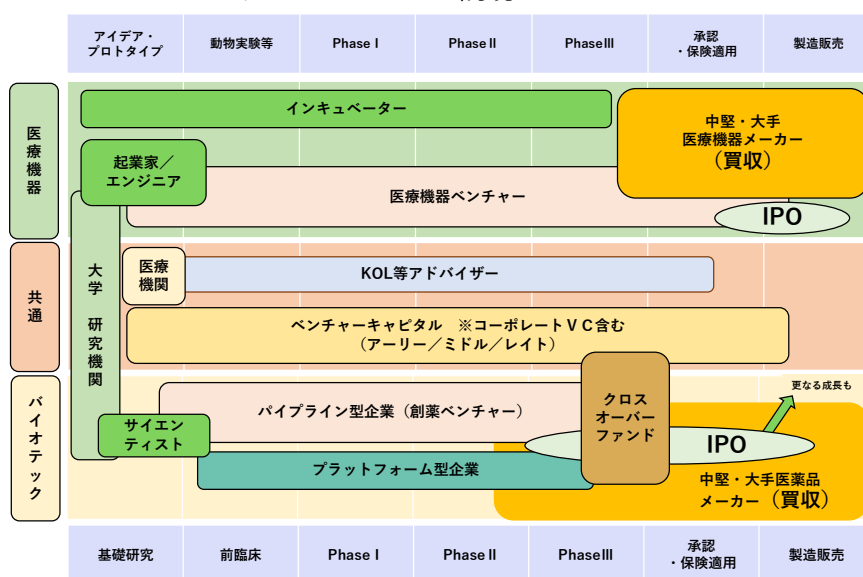 アイデア・
プロトタイプ
動物実験等
Phase Ⅰ
Phase Ⅱ
Phase Ⅲ
承認
・保険適用
製造販売
医療機器
インキュベーター
中堅・大手
医療機器メーカー
（買収）
起業家／
エンジニア
医療機器ベンチャー
IPO
共通
大学 研究機関
医療
機関
KOL等アドバイザー
ベンチャーキャピタル ※コーポレートＶＣ含む
（アーリー／ミドル／レイト）
バイオテック
クロス
オーバー
ファンド
更なる成長も
パイプライン型企業（創薬ベンチャー）
サイエン
ティスト
IPO
プラットフォーム型企業
中堅・大手医薬品
メーカー（買収）
基礎研究
前臨床
Phase Ⅰ
Phase Ⅱ
Phase Ⅲ
承認
・保険適用
製造販売